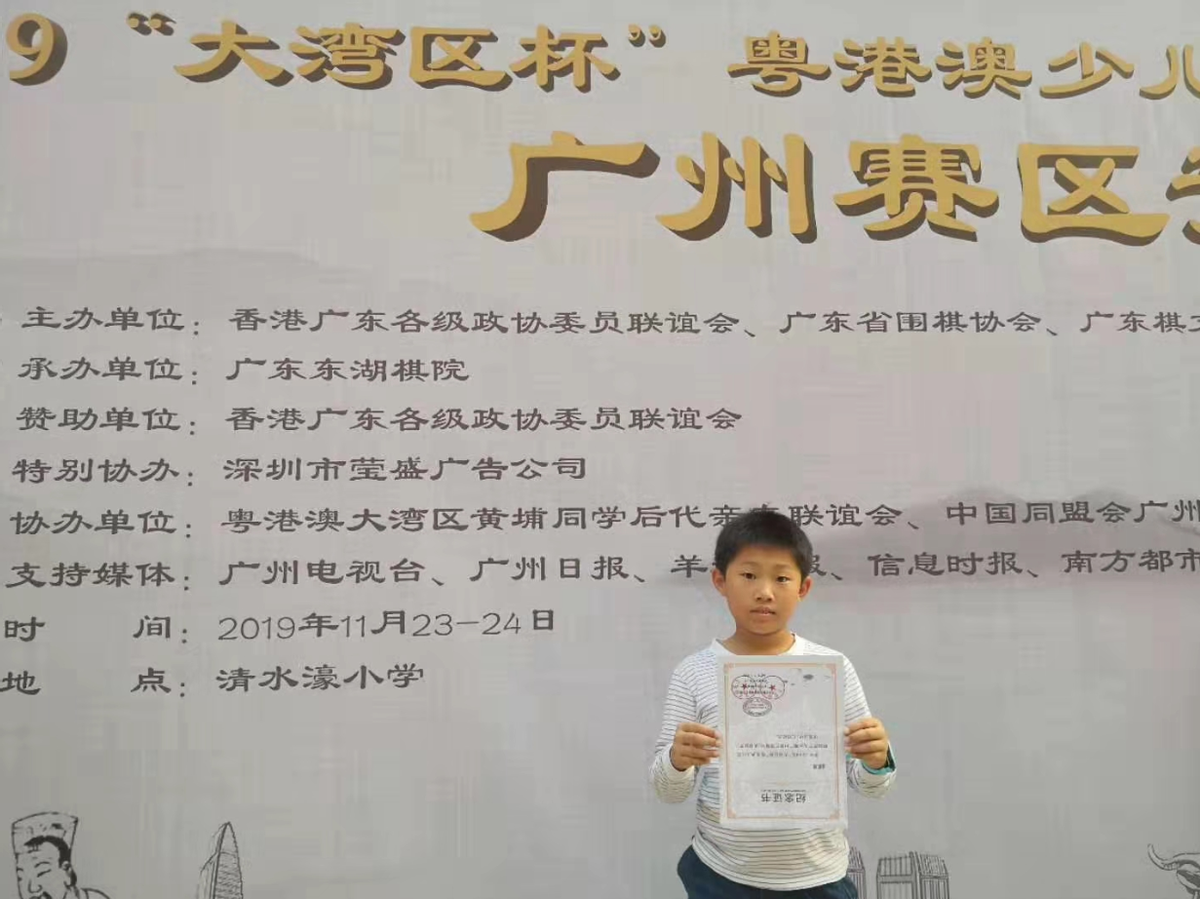 9 “大湾区杯” 粤港澳少儿
广州赛区
主办单位：香港广东各级政协委员联谊会、广东省围棋协会、广东棋文
承办单位：广东东湖棋院
赞助单位：香港广东各级政协委员联谊会
特别协办：深圳市莹盛广告公司
协办单位：粤港澳大湾区黄埔同学后代亲友联谊会、中国同盟会广州
支持媒体：广州电视台、广州日报、羊 报、信息时报、南方都市
时 间：2019年11月23-24日
地 点：清水濠小学
纪念证书